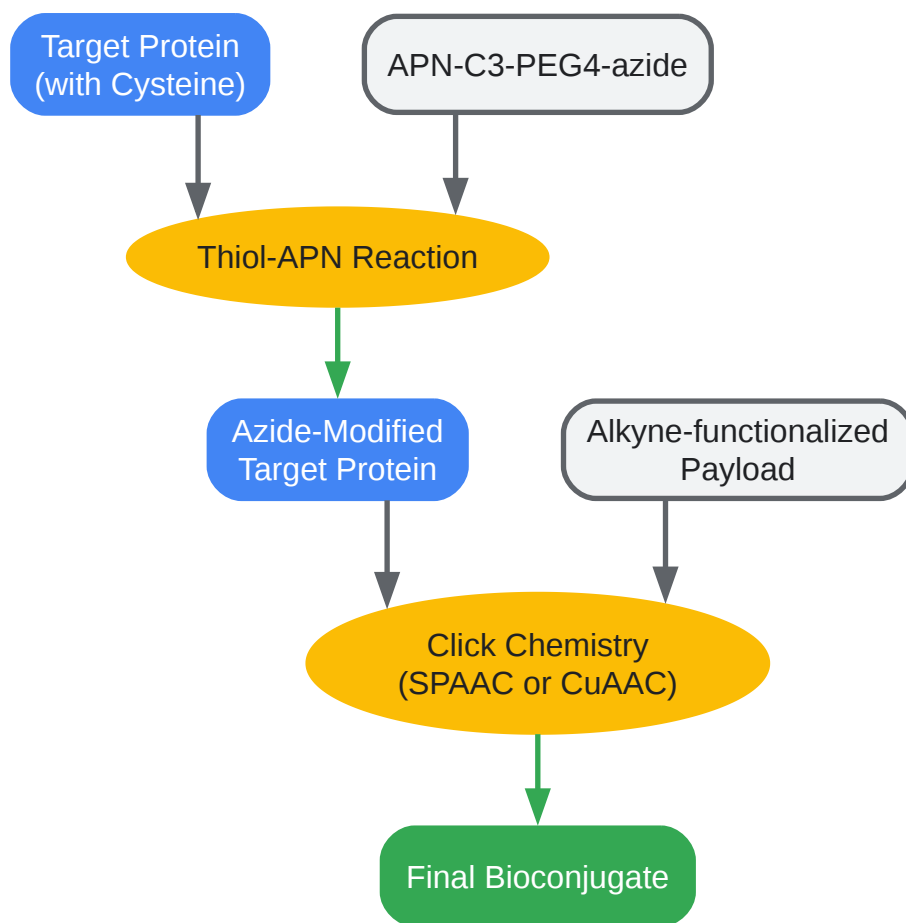 Target Protein
(with Cysteine)
APN-C3-PEG4-azide
Thiol-APN Reaction
Azide-Modified
Target Protein
Alkyne-functionalized
Payload
Click Chemistry
(SPAAC or CuAAC)
Final Bioconjugate